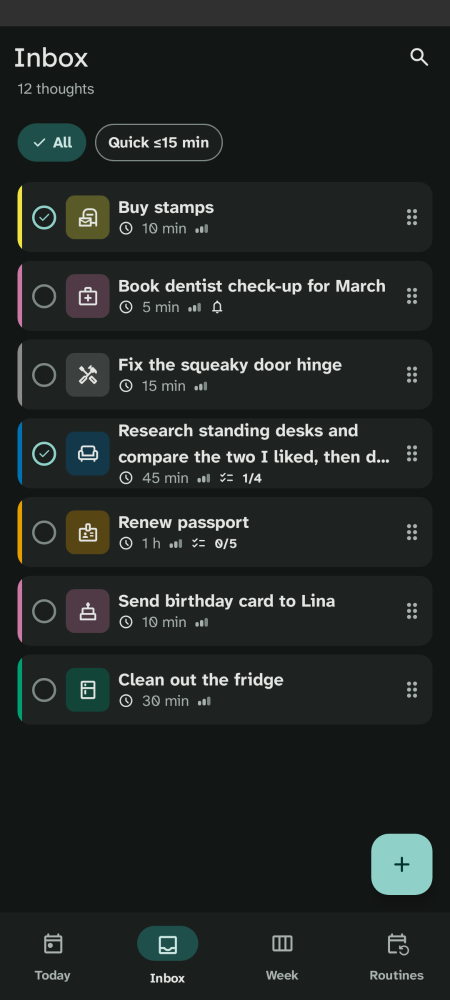 Inbox
12 thoughts
All
Quick ≤15 min
Buy stamps
10 min
Book dentist check-up for March
5 min
Fix the squeaky door hinge
15 min
Research standing desks and
compare the two I liked, then d...
45 min 1/4
Renew passport
1 h 0/5
Send birthday card to Lina
10 min
Clean out the fridge
30 min
Today
Inbox
Week
Routines